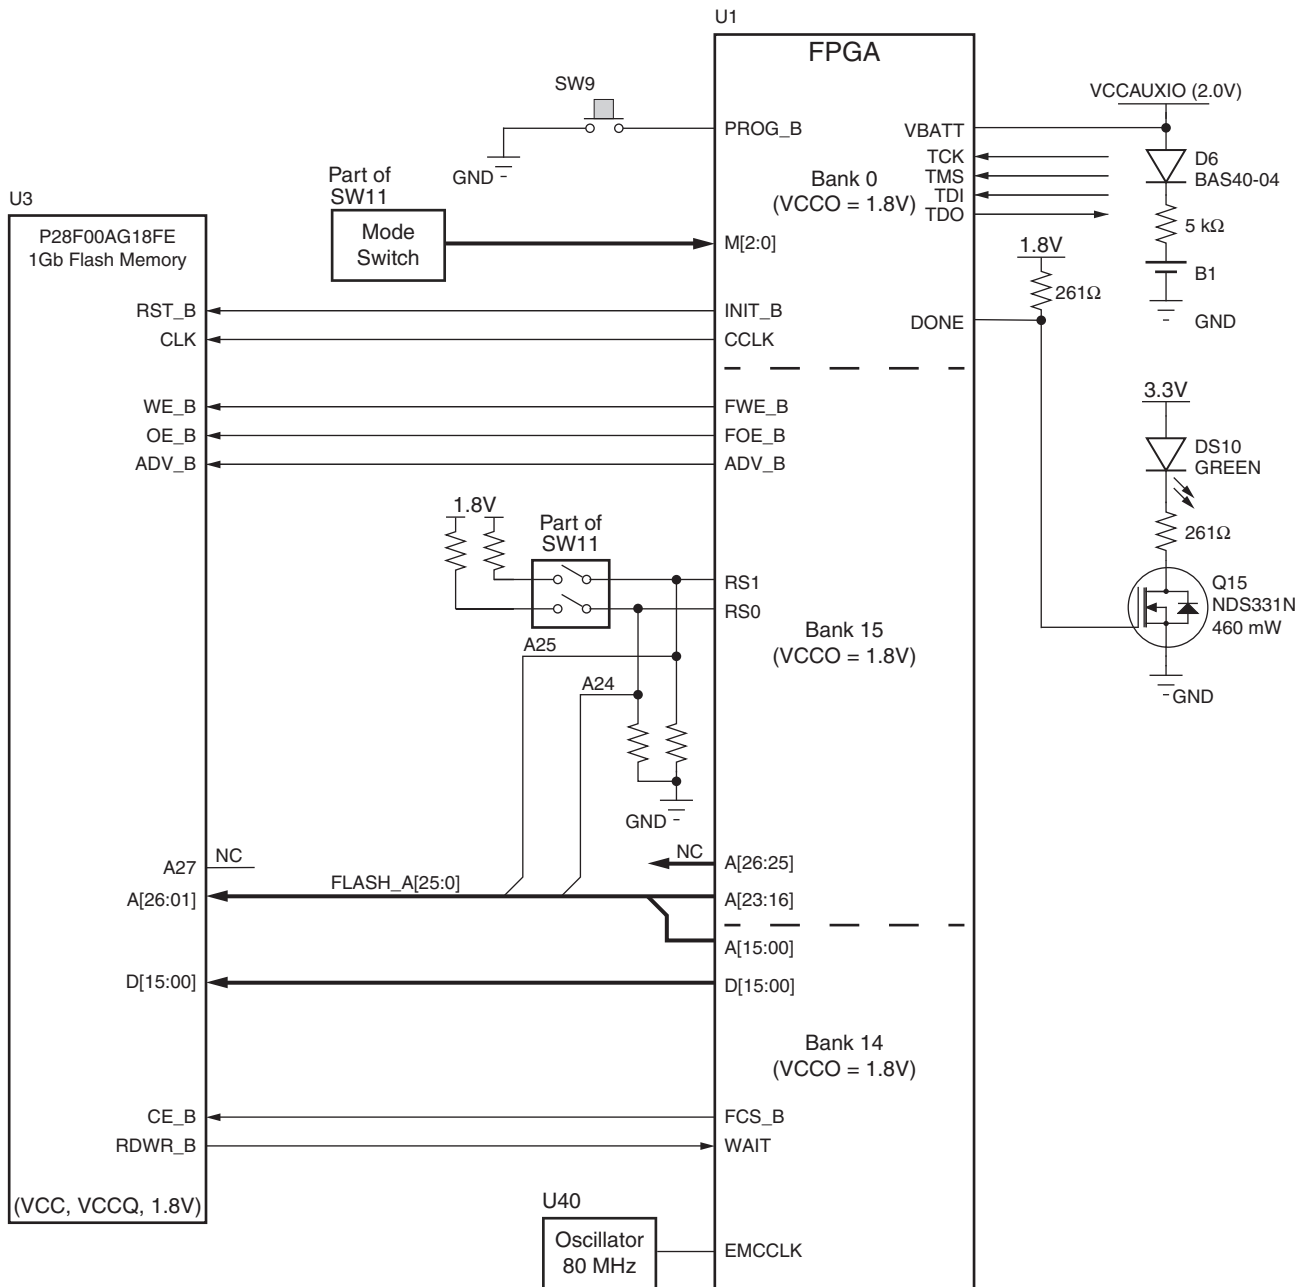 U1
FPGA
SW9
PROG_B
GND
Part of
SW11
Mode
Switch
M[2:0]
Bank 0
(VCCO = 1.8V)
VBATT
TCK
TMS
TDI
TDO
VCCAUXIO (2.0V)
D6
BAS40-04
5 kΩ
B1
GND
1.8V
261Ω
DONE
U3
P28F00AG18FE
1Gb Flash Memory
RST_B
INIT_B
CLK
CCLK
WE_B
FWE_B
OE_B
FOE_B
ADV_B
ADV_B
3.3V
DS10
GREEN
261Ω
Q15
NDS331N
460 mW
GND
1.8V
Part of
SW11
RS1
RS0
A25
A24
GND
Bank 15
(VCCO = 1.8V)
A27
NC
NC
A[26:25]
A[26:01]
FLASH_A[25:0]
A[23:16]
A[15:00]
D[15:00]
D[15:00]
Bank 14
(VCCO = 1.8V)
CE_B
FCS_B
RDWR_B
WAIT
(VCC, VCCQ, 1.8V)
U40
Oscillator
80 MHz
EMCCLK